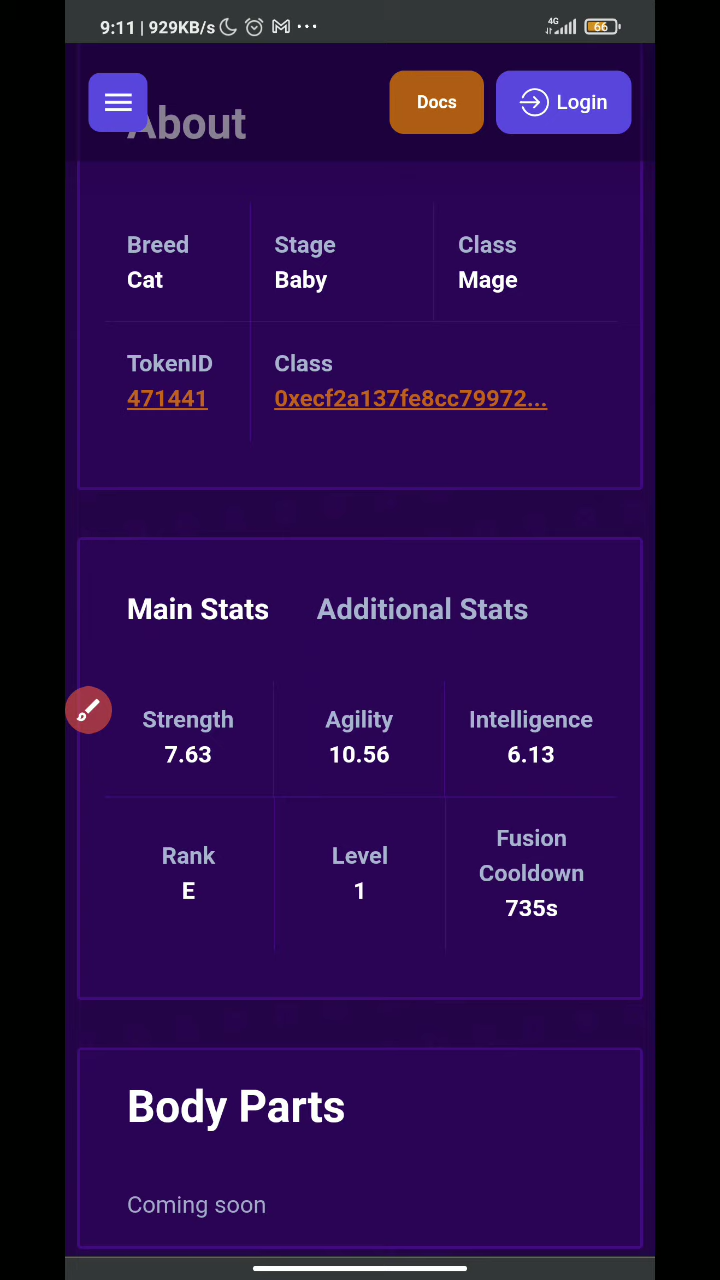 9:11 | 929KB/s ... 4G 66
About
Docs
Login
Breed Stage Class
Cat Baby Mage
TokenID Class
471441 0xecf2a137fe8cc79972...
Main Stats Additional Stats
Strength Agility Intelligence
7.63 10.56 6.13
Rank Level Fusion Cooldown
E 1 735s
Body Parts
Coming soon